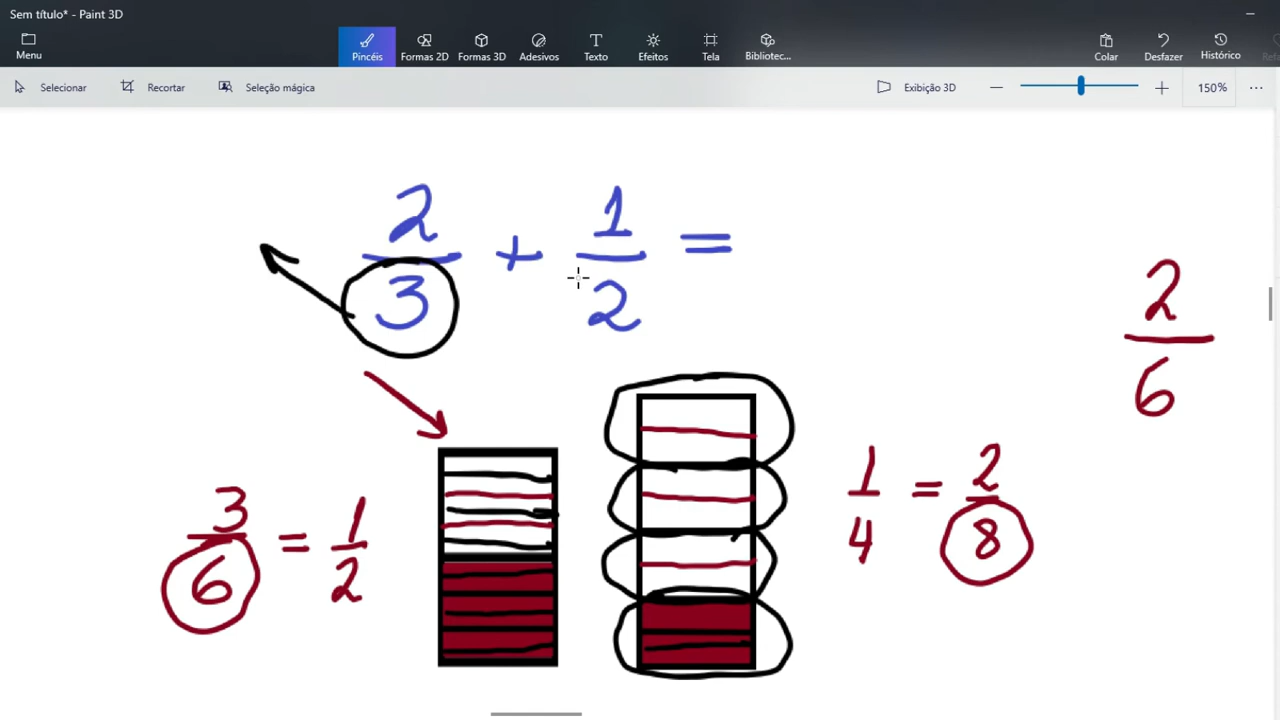 Sem título* - Paint 3D
Menu
Pincéis Formas 2D Formas 3D Adesivos Texto Efeitos Tela Bibliotec... Colar Desfazer Histórico
Selecionar Recortar Seleção mágica Exibição 3D 150%
2/3 + 1/2 =
2/6
3/6 = 1/2
1/4 = 2/8